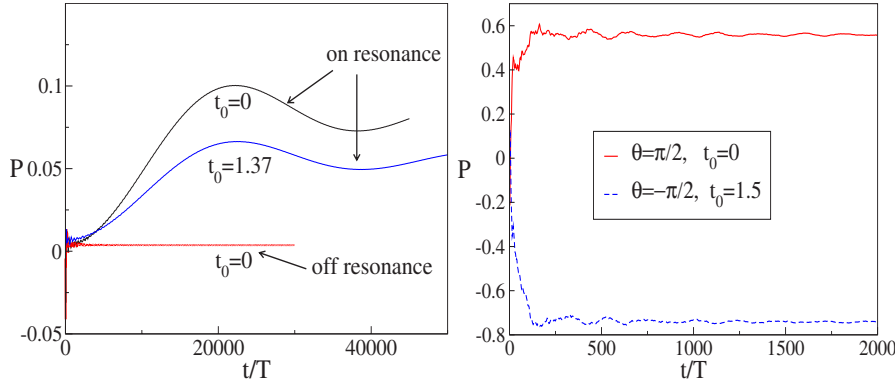 0.1
0.05
0
-0.05
P
on resonance
t₀=0
t₀=1.37
t₀=0
off resonance
0 20000 40000
t/T
0.8
0.6
0.4
0.2
0
-0.2
-0.4
-0.6
-0.8
P
θ=π/2, t₀=0
θ=−π/2, t₀=1.5
0 500 1000 1500 2000
t/T